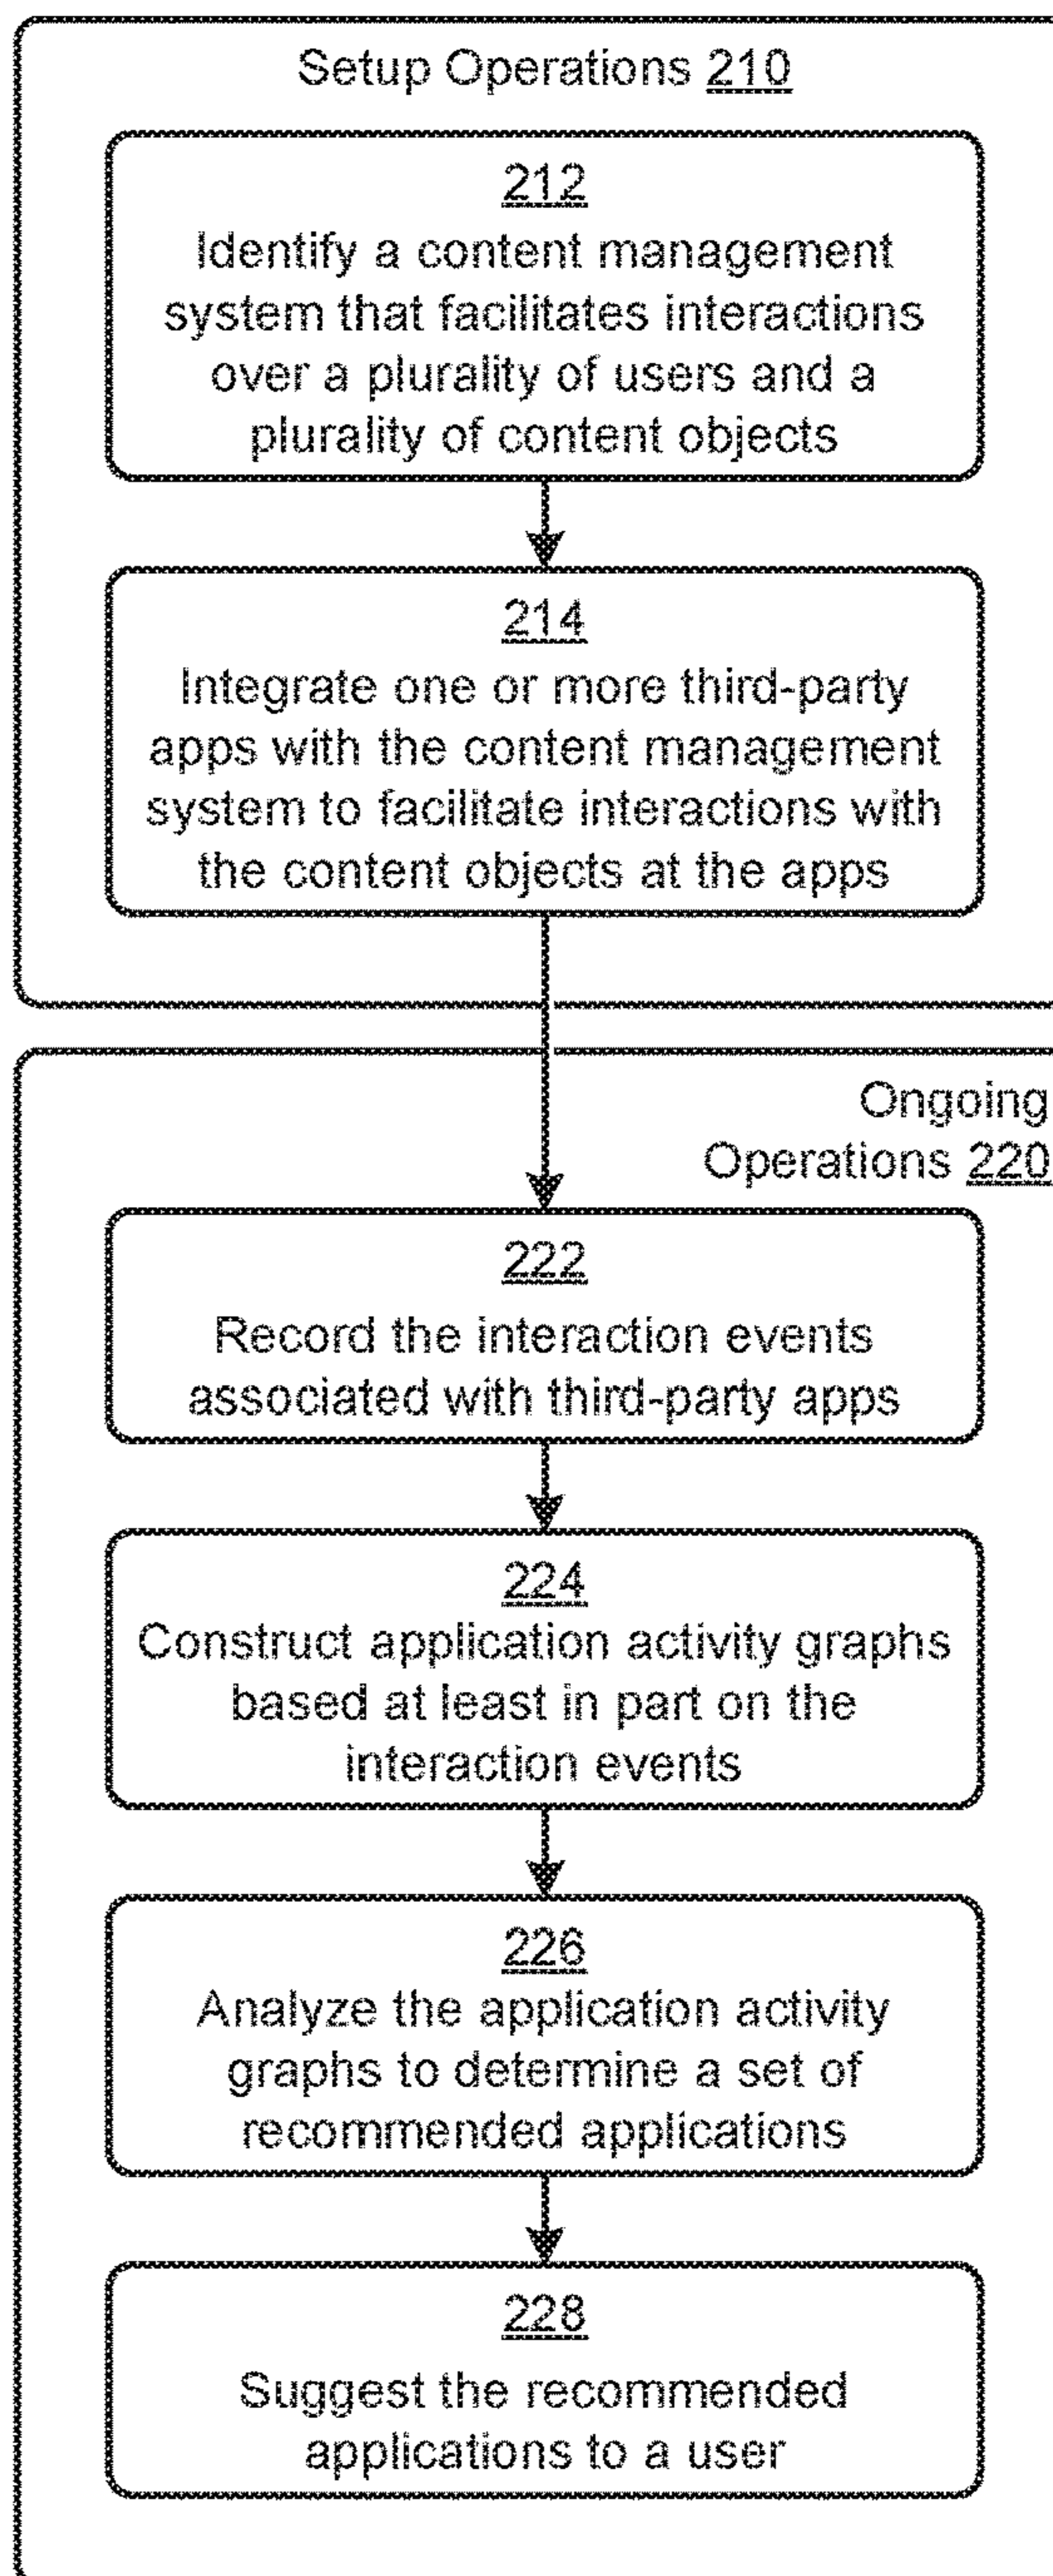 Setup Operations 210
212
Identify a content management
system that facilitates interactions
over a plurality of users and a
plurality of content objects
214
Integrate one or more third-party
apps with the content management
system to facilitate interactions with
the content objects at the apps
Ongoing
Operations 220
222
Record the interaction events
associated with third-party apps
224
Construct application activity graphs
based at least in part on the
interaction events
226
Analyze the application activity
graphs to determine a set of
recommended applications
228
Suggest the recommended
applications to a user